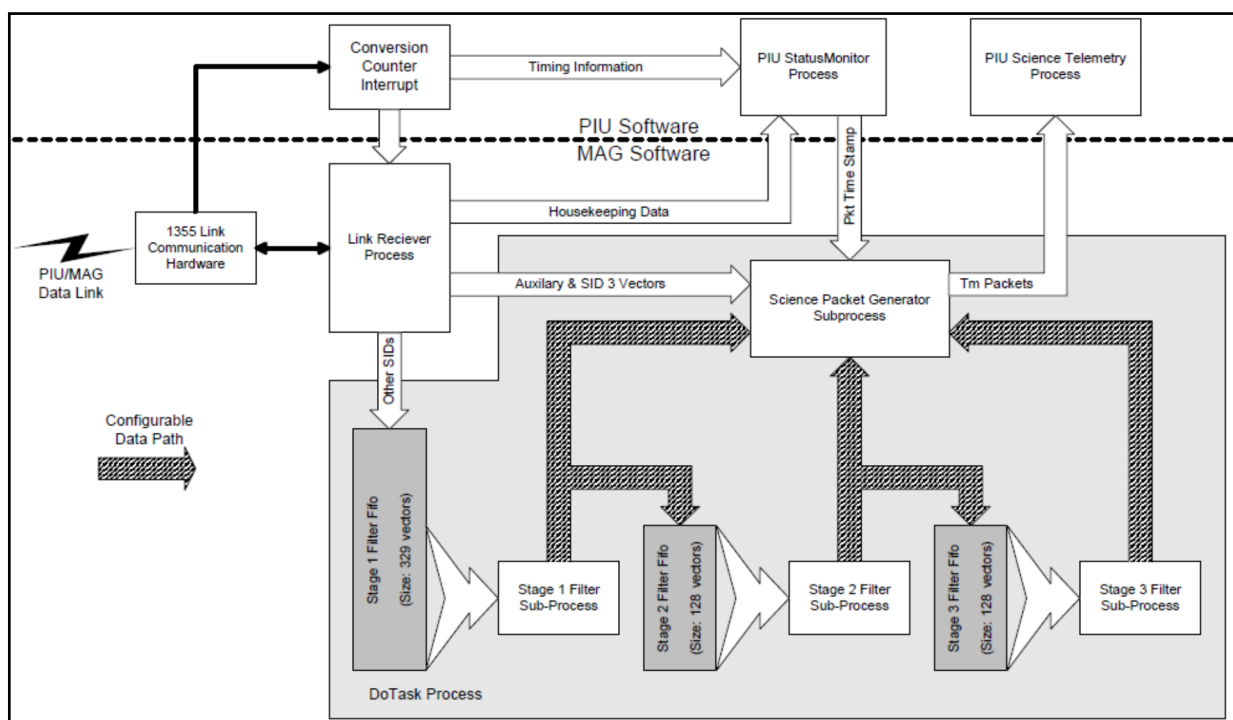 Conversion
Counter
Interrupt
Timing Information
PIU StatusMonitor
Process
PIU Science Telemetry
Process
PIU Software
MAG Software
Pkt Time Stamp
1355 Link
Communication
Hardware
PIU/MAG
Data Link
Link Reciever
Process
Housekeeping Data
Auxilary & SID 3 Vectors
Science Packet Generator
Subprocess
Tm Packets
Other SIDs
Configurable
Data Path
Stage 1 Filter Fifo
(Size: 329 vectors)
Stage 1 Filter
Sub-Process
Stage 2 Filter Fifo
(Size: 128 vectors)
Stage 2 Filter
Sub-Process
Stage 3 Filter Fifo
(Size: 128 vectors)
Stage 3 Filter
Sub-Process
DoTask Process